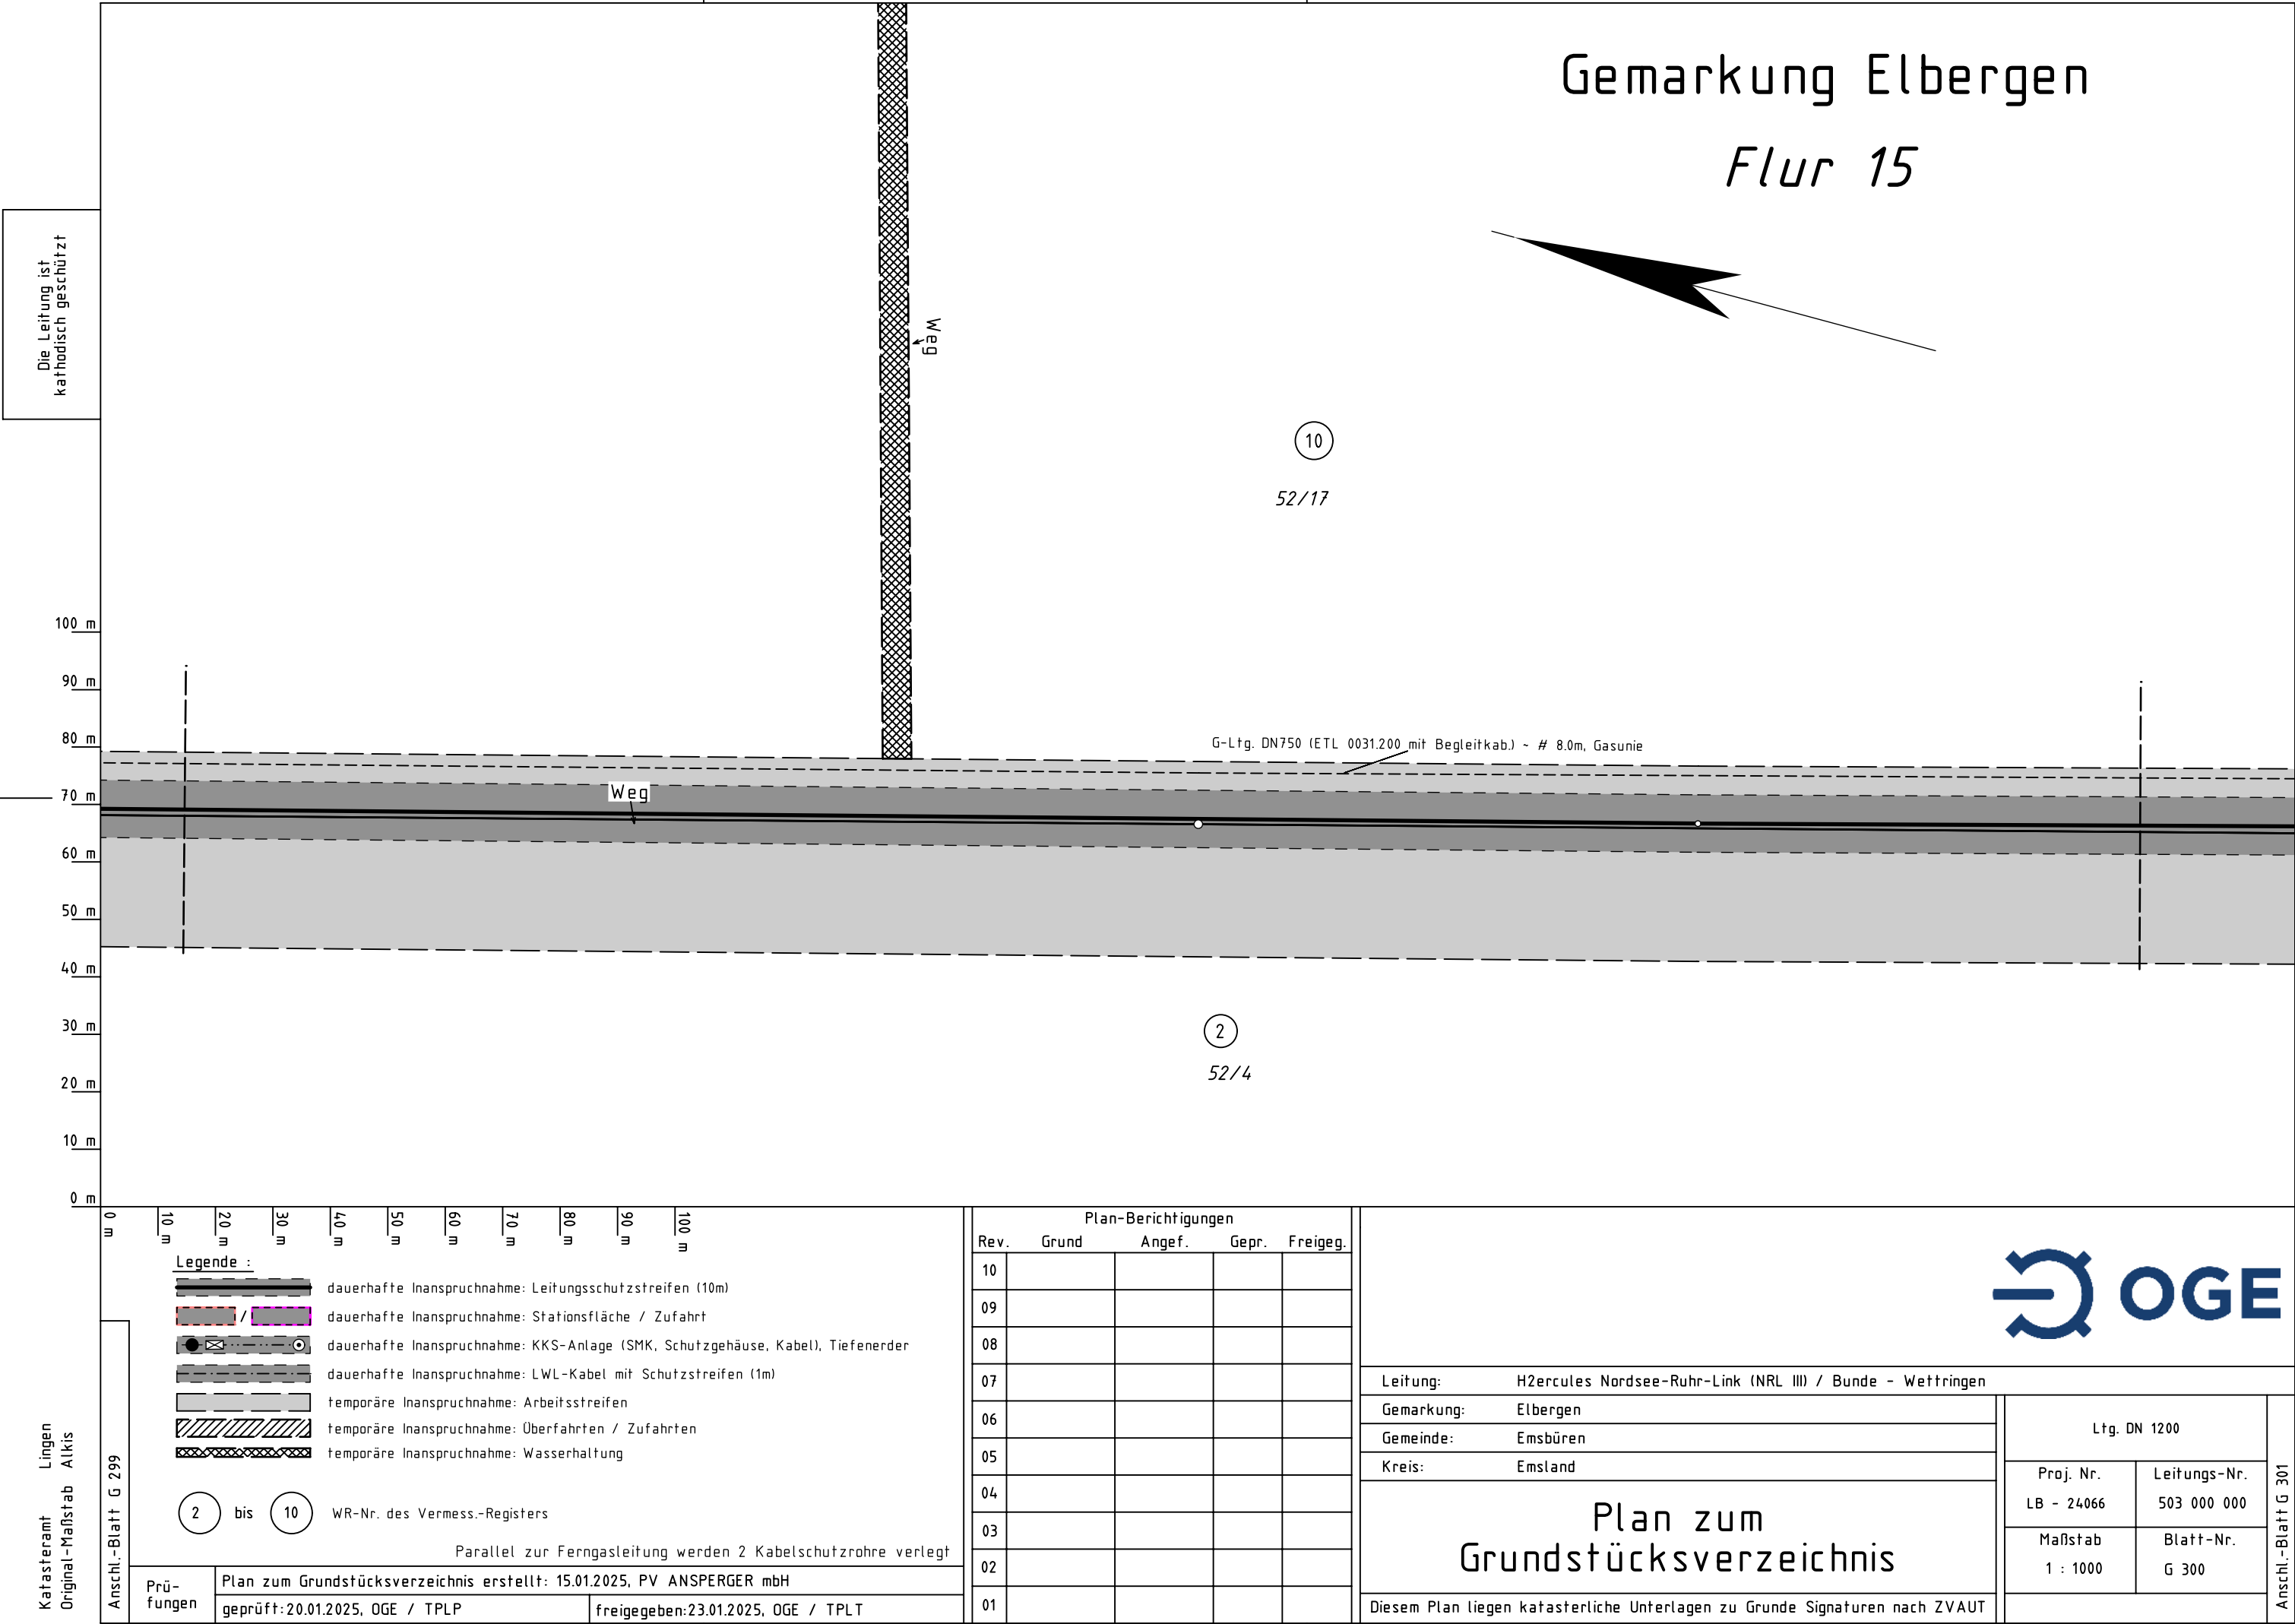 Gemarkung Elbergen
Flur 15
Die Leitung ist
kathodisch geschützt
Weg
10
52/17
100 m
90 m
80 m
70 m
60 m
50 m
40 m
30 m
20 m
10 m
0 m
G-Ltg. DN750 (ETL 0031.200 mit Begleitkab.) ~ # 8.0m, Gasunie
Weg
2
52/4
0 m
10 m
20 m
30 m
40 m
50 m
60 m
70 m
80 m
90 m
100 m
Legende :
dauerhafte Inanspruchnahme: Leitungsschutzstreifen (10m)
/ dauerhafte Inanspruchnahme: Stationsfläche / Zufahrt
dauerhafte Inanspruchnahme: KKS-Anlage (SMK, Schutzgehäuse, Kabel), Tiefenerder
dauerhafte Inanspruchnahme: LWL-Kabel mit Schutzstreifen (1m)
temporäre Inanspruchnahme: Arbeitsstreifen
temporäre Inanspruchnahme: Überfahrten / Zufahrten
temporäre Inanspruchnahme: Wasserhaltung
2 bis 10 WR-Nr. des Vermess.-Registers
Parallel zur Ferngasleitung werden 2 Kabelschutzrohre verlegt
Katasteramt Lingen
Original-Maßstab Alkis
Anschl.-Blatt G 299
Prü-
fungen
Plan zum Grundstücksverzeichnis erstellt: 15.01.2025, PV ANSPERGER mbH
geprüft:20.01.2025, OGE / TPLP
freigegeben:23.01.2025, OGE / TPLT
Plan-Berichtigungen
Rev. Grund Angef. Gepr. Freigeg.
10
09
08
07
06
05
04
03
02
01
OGE
Leitung: H2ercules Nordsee-Ruhr-Link (NRL III) / Bunde - Wettringen
Gemarkung: Elbergen
Gemeinde: Emsbüren
Kreis: Emsland
Plan zum
Grundstücksverzeichnis
Diesem Plan liegen katasterliche Unterlagen zu Grunde Signaturen nach ZVAUT
Ltg. DN 1200
Proj. Nr. Leitungs-Nr.
LB - 24066 503 000 000
Maßstab Blatt-Nr.
1 : 1000 G 300
Anschl.-Blatt G 301